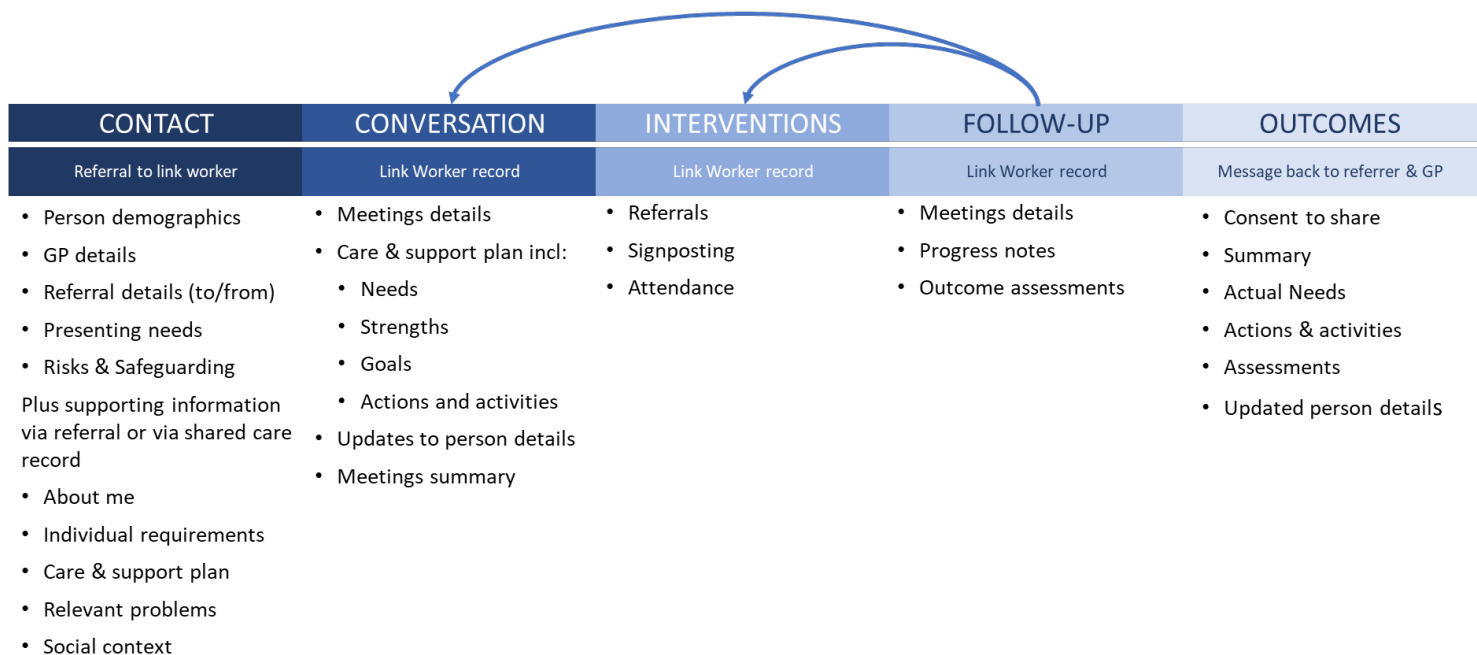 CONTACT
Referral to link worker
• Person demographics
• GP details
• Referral details (to/from)
• Presenting needs
• Risks & Safeguarding
Plus supporting information
via referral or via shared care
record
• About me
• Individual requirements
• Care & support plan
• Relevant problems
• Social context
CONVERSATION
Link Worker record
• Meetings details
• Care & support plan incl:
• Needs
• Strengths
• Goals
• Actions and activities
• Updates to person details
• Meetings summary
INTERVENTIONS
Link Worker record
• Referrals
• Signposting
• Attendance
FOLLOW-UP
Link Worker record
• Meetings details
• Progress notes
• Outcome assessments
OUTCOMES
Message back to referrer & GP
• Consent to share
• Summary
• Actual Needs
• Actions & activities
• Assessments
• Updated person details